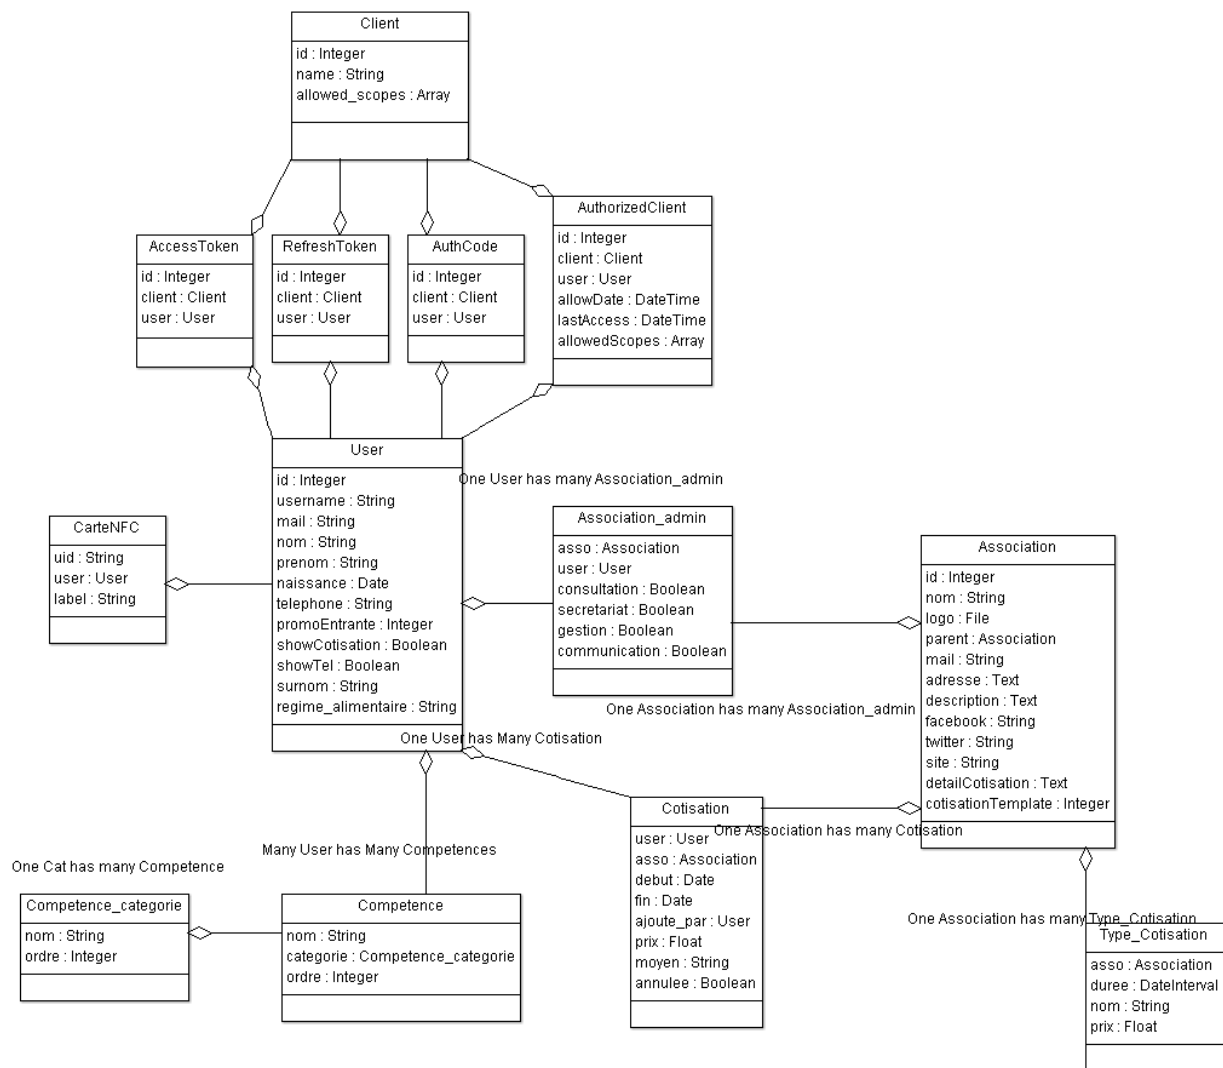 Client
id : Integer
name : String
allowed_scopes : Array
AccessToken
id : Integer
client : Client
user : User
RefreshToken
id : Integer
client : Client
user : User
AuthCode
id : Integer
client : Client
user : User
AuthorizedClient
id : Integer
client : Client
user : User
allowDate : DateTime
lastAccess : DateTime
allowedScopes : Array
User
id : Integer
username : String
mail : String
nom : String
prenom : String
naissance : Date
telephone : String
promoEntrante : Integer
showCotisation : Boolean
showTel : Boolean
surnom : String
regime_alimentaire : String
One User has many Association_admin
CarteNFC
uid : String
user : User
label : String
Association_admin
asso : Association
user : User
consultation : Boolean
secretariat : Boolean
gestion : Boolean
communication : Boolean
Association
id : Integer
nom : String
logo : File
parent : Association
mail : String
adresse : Text
description : Text
facebook : String
twitter : String
site : String
detailCotisation : Text
cotisationTemplate : Integer
One Association has many Association_admin
One User has Many Cotisation
Cotisation
user : User
asso : Association
debut : Date
fin : Date
ajoute_par : User
prix : Float
moyen : String
annulee : Boolean
One Association has many Cotisation
Many User has Many Competences
One Cat has many Competence
Competence_categorie
nom : String
ordre : Integer
Competence
nom : String
categorie : Competence_categorie
ordre : Integer
One Association has many Type_Cotisation
Type_Cotisation
asso : Association
duree : DateInterval
nom : String
prix : Float